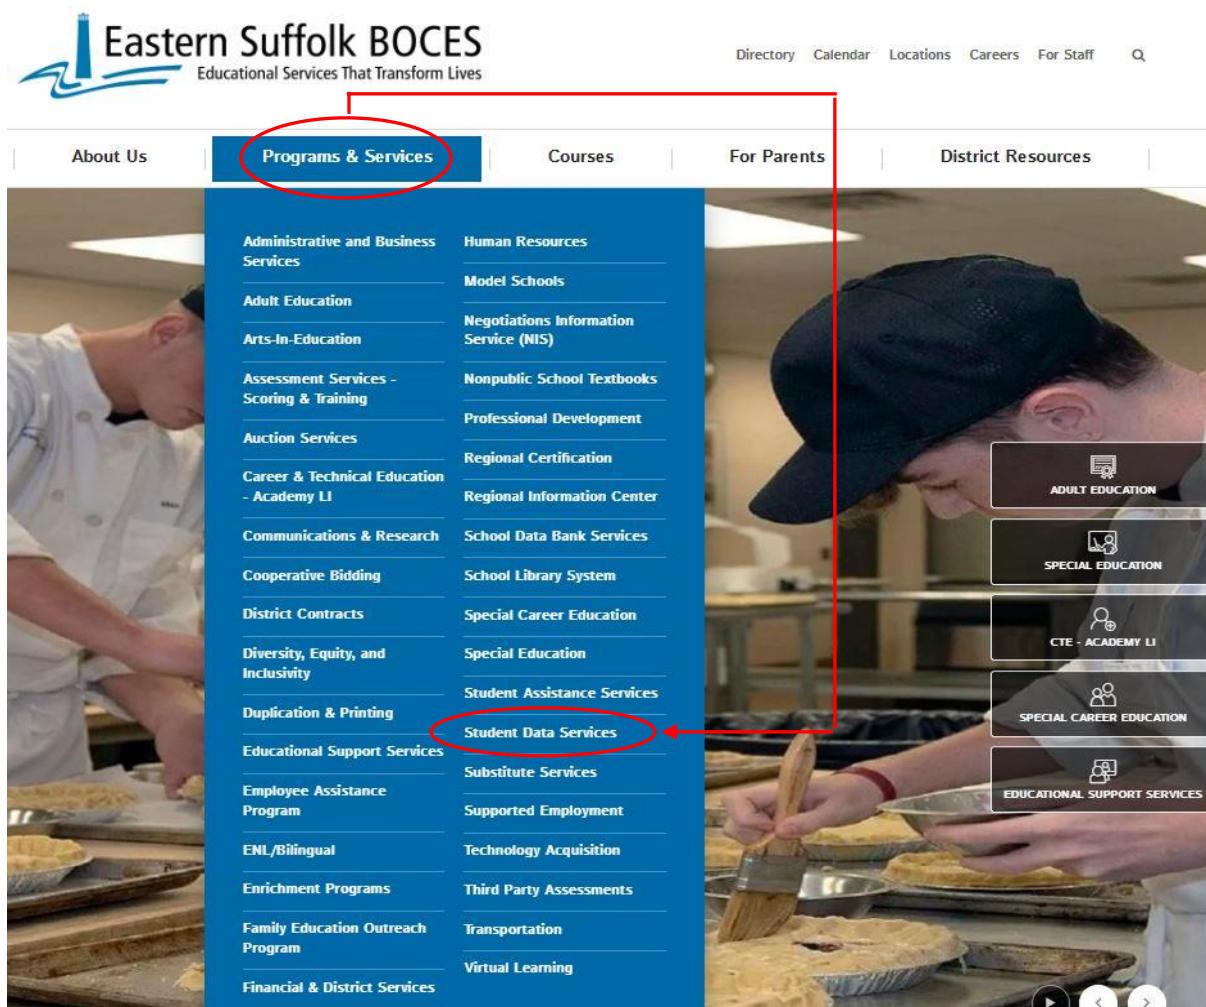 Eastern Suffolk BOCES
Educational Services That Transform Lives
Directory Calendar Locations Careers For Staff
About Us Programs & Services Courses For Parents District Resources
Administrative and Business
Services
Adult Education
Arts-In-Education
Assessment Services -
Scoring & Training
Auction Services
Career & Technical Education
- Academy LI
Communications & Research
Cooperative Bidding
District Contracts
Diversity, Equity, and
Inclusivity
Duplication & Printing
Educational Support Services
Employee Assistance
Program
ENL/Bilingual
Enrichment Programs
Family Education Outreach
Program
Financial & District Services
Human Resources
Model Schools
Negotiations Information
Service (NIS)
Nonpublic School Textbooks
Professional Development
Regional Certification
Regional Information Center
School Data Bank Services
School Library System
Special Career Education
Special Education
Student Assistance Services
Student Data Services
Substitute Services
Supported Employment
Technology Acquisition
Third Party Assessments
Transportation
Virtual Learning
ADULT EDUCATION
SPECIAL EDUCATION
CTE - ACADEMY LI
SPECIAL CAREER EDUCATION
EDUCATIONAL SUPPORT SERVICES